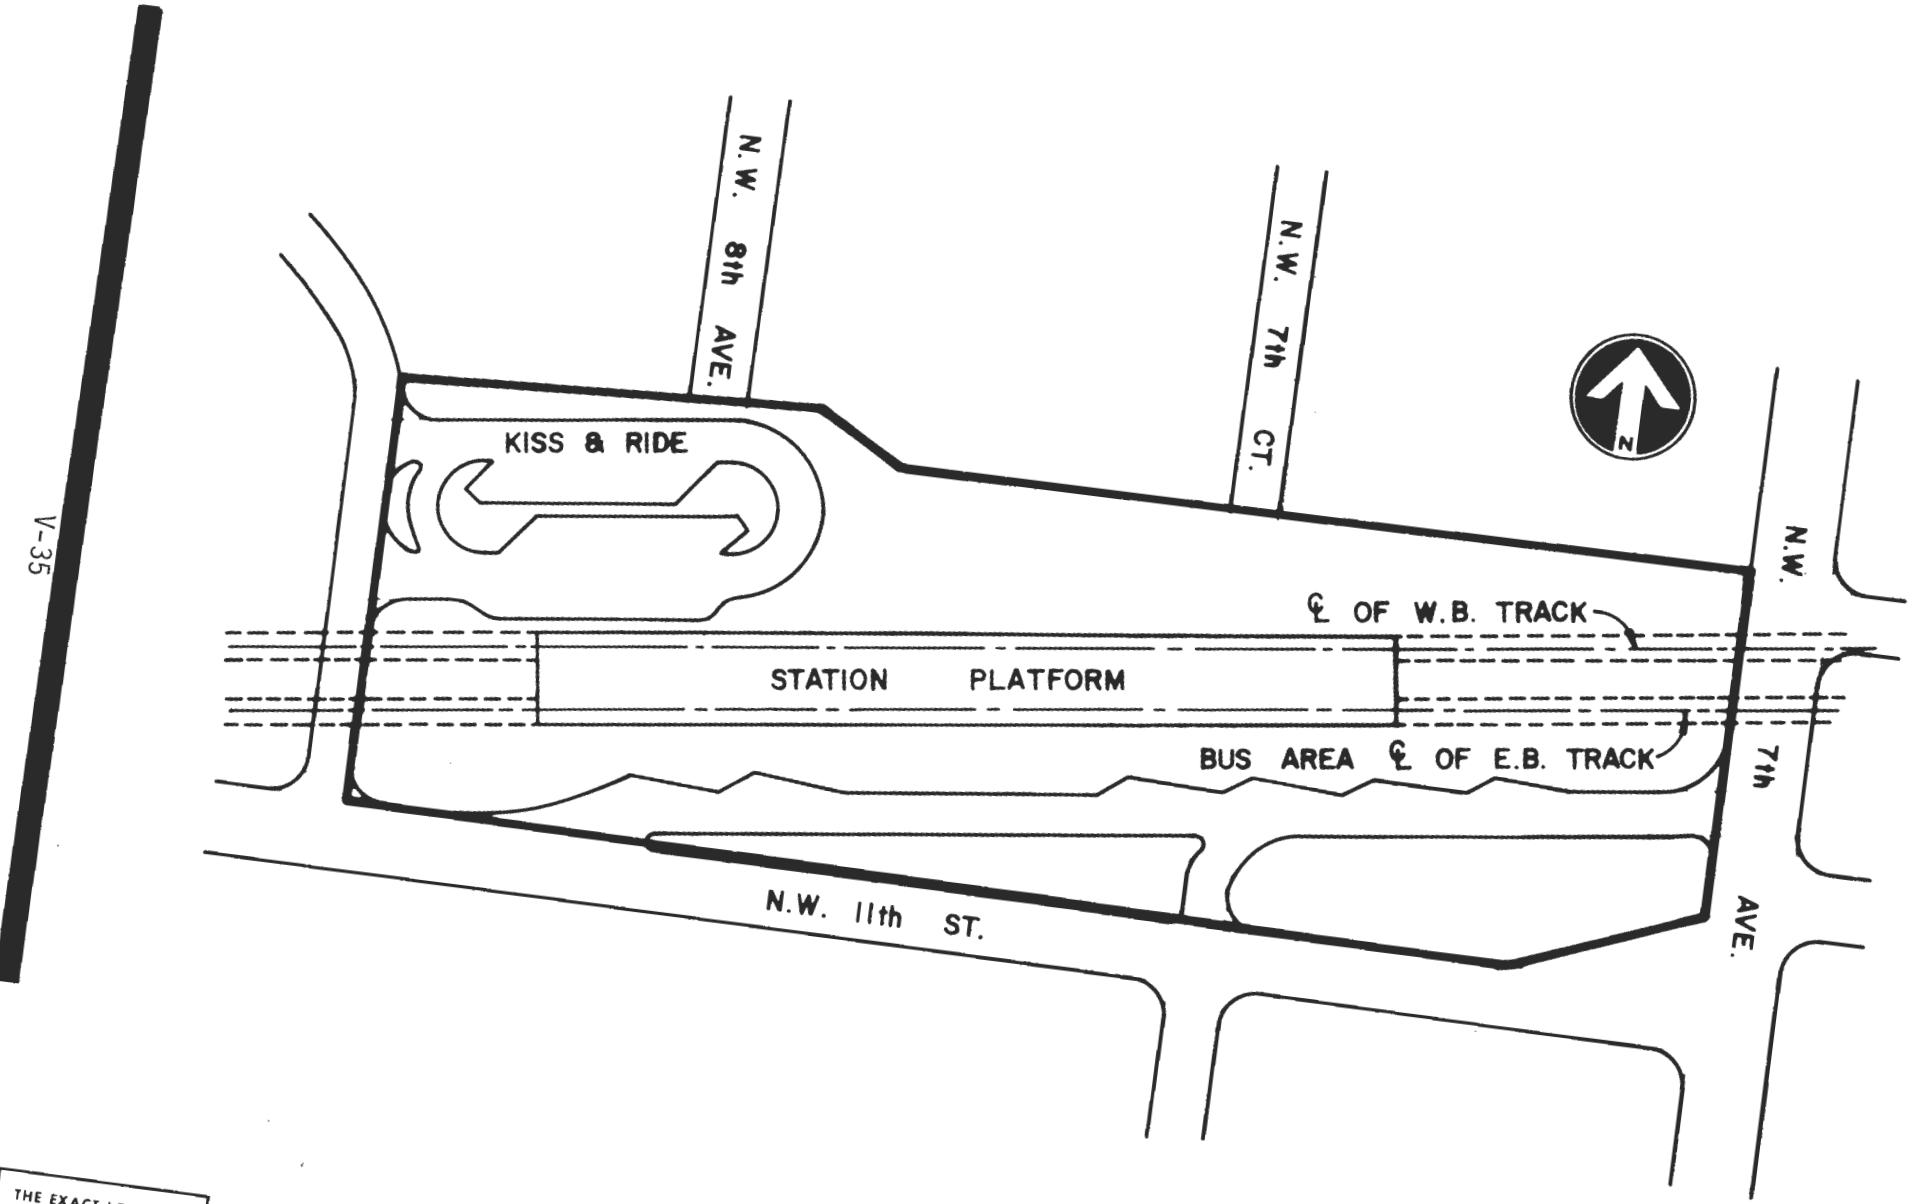 N.W. 8th AVE.
N.W. 7th CT.
KISS & RIDE
N
N.W. 7th AVE.
V-35
℄ OF W.B. TRACK
STATION PLATFORM
BUS AREA ℄ OF E.B. TRACK
N.W. 11th ST.
THE EXACT